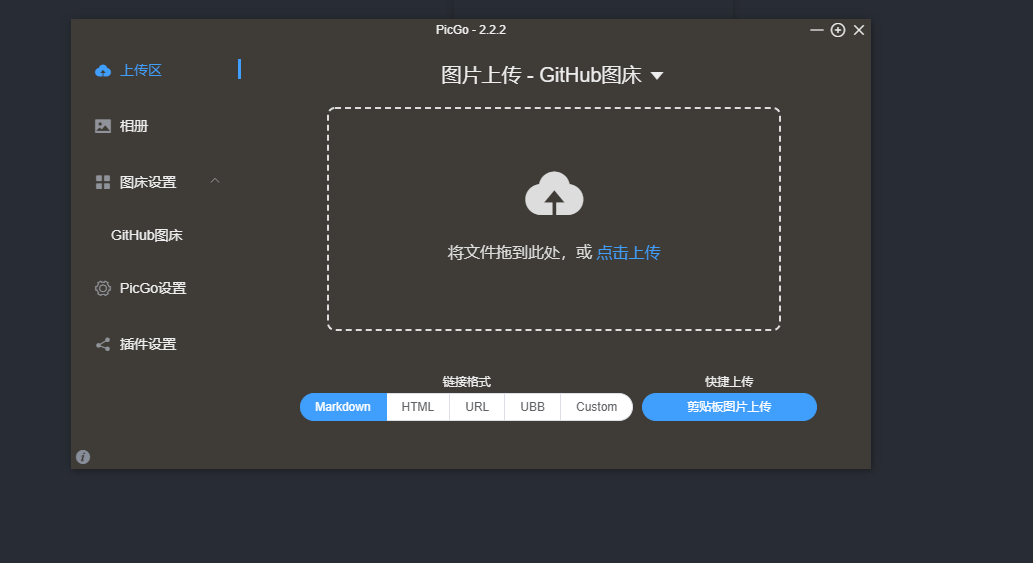 PicGo - 2.2.2
上传区
相册
图床设置
GitHub图床
PicGo设置
插件设置
图片上传 - GitHub图床
将文件拖到此处，或 点击上传
链接格式
Markdown HTML URL UBB Custom
快捷上传
剪贴板图片上传